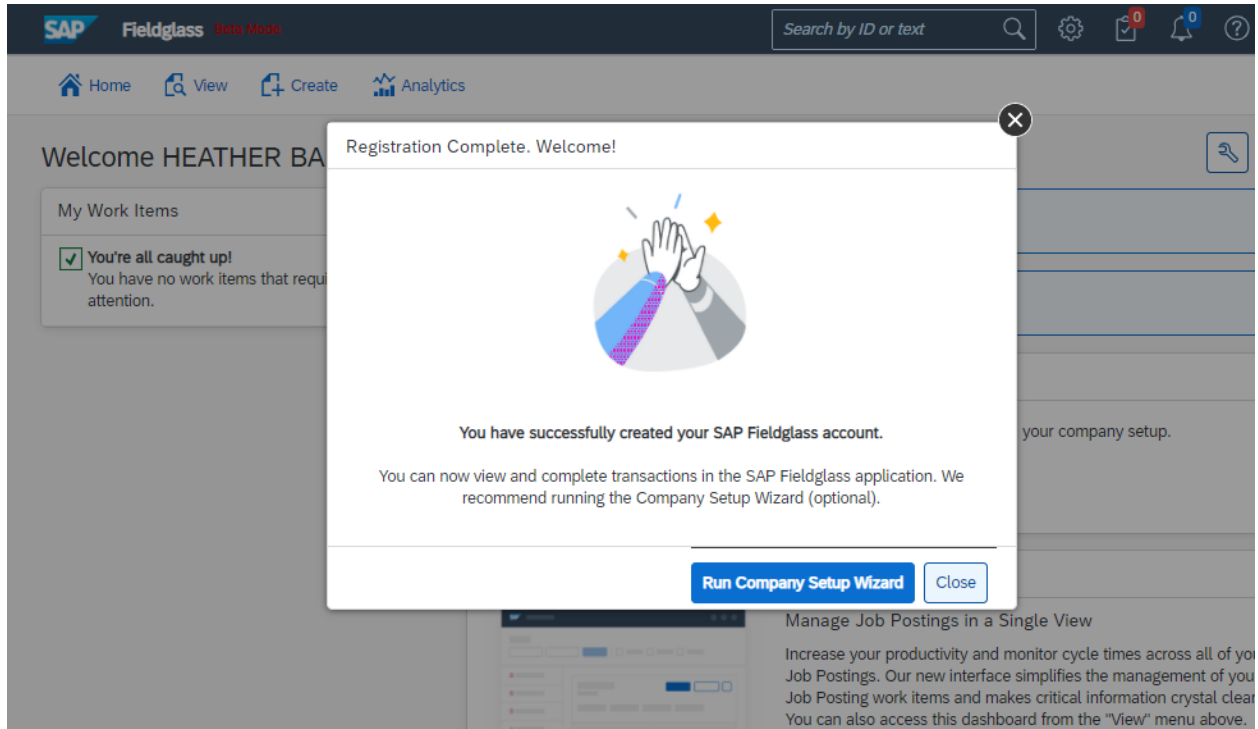 SAP Fieldglass Beta Mode
Search by ID or text
0
0
Home
View
Create
Analytics
Welcome HEATHER BA
My Work Items
You're all caught up!
You have no work items that requi
attention.
Registration Complete. Welcome!
You have successfully created your SAP Fieldglass account.
You can now view and complete transactions in the SAP Fieldglass application. We
recommend running the Company Setup Wizard (optional).
Run Company Setup Wizard
Close
your company setup.
SAP
Manage Job Postings in a Single View
Increase your productivity and monitor cycle times across all of you
Job Postings. Our new interface simplifies the management of you
Job Posting work items and makes critical information crystal clear
You can also access this dashboard from the "View" menu above.